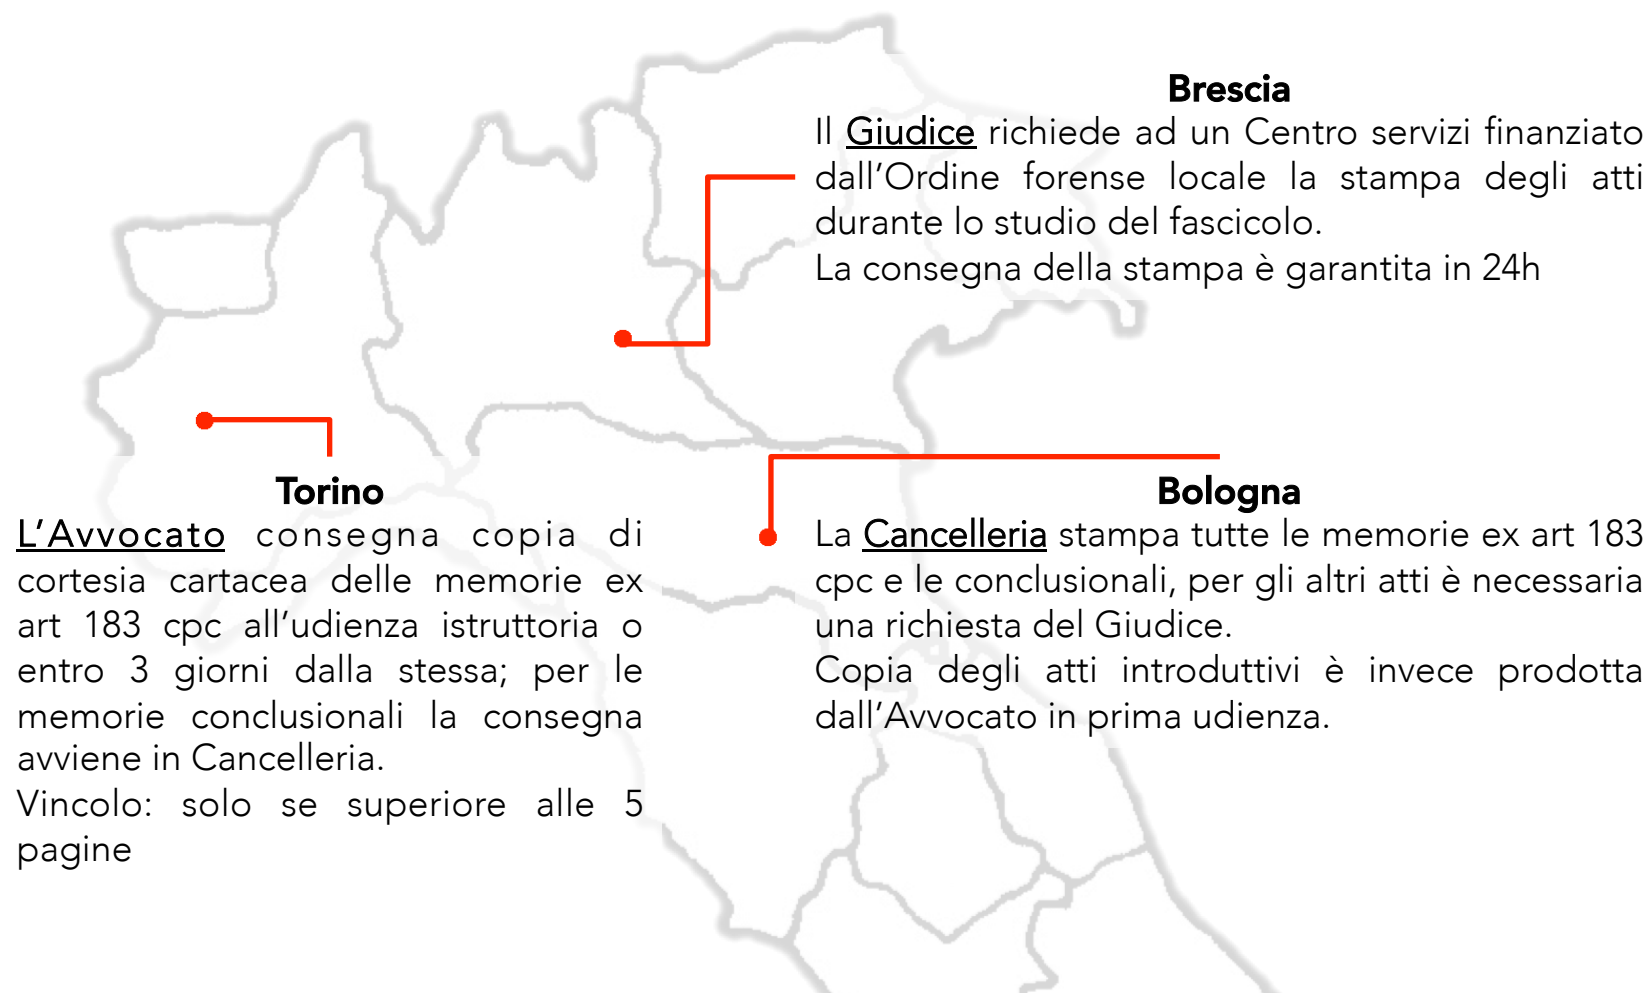 Brescia
Il Giudice richiede ad un Centro servizi finanziato
dall’Ordine forense locale la stampa degli atti
durante lo studio del fascicolo.
La consegna della stampa è garantita in 24h
Torino
L’Avvocato consegna copia di
cortesia cartacea delle memorie ex
art 183 cpc all’udienza istruttoria o
entro 3 giorni dalla stessa; per le
memorie conclusionali la consegna
avviene in Cancelleria.
Vincolo: solo se superiore alle 5
pagine
Bologna
La Cancelleria stampa tutte le memorie ex art 183
cpc e le conclusionali, per gli altri atti è necessaria
una richiesta del Giudice.
Copia degli atti introduttivi è invece prodotta
dall’Avvocato in prima udienza.